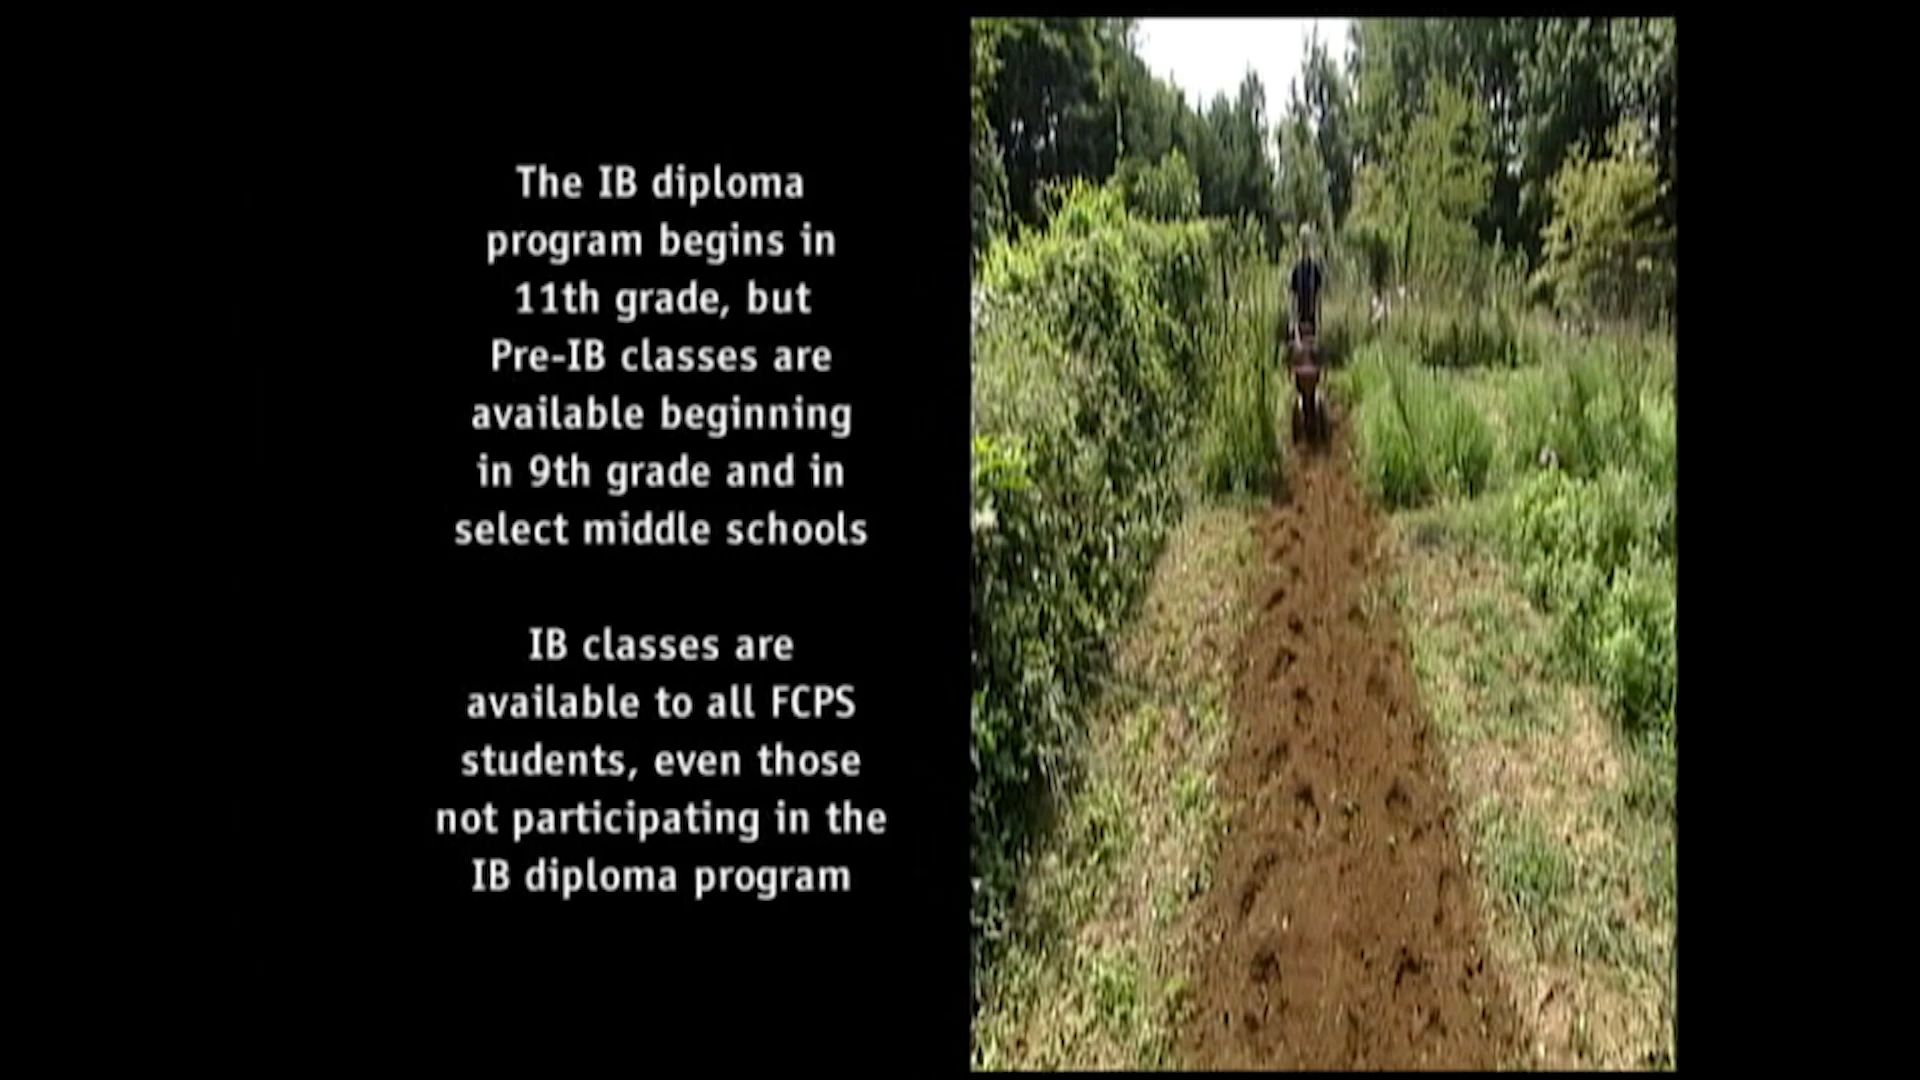 The IB diploma
program begins in
11th grade, but
Pre-IB classes are
available beginning
in 9th grade and in
select middle schools
IB classes are
available to all FCPS
students, even those
not participating in the
IB diploma program